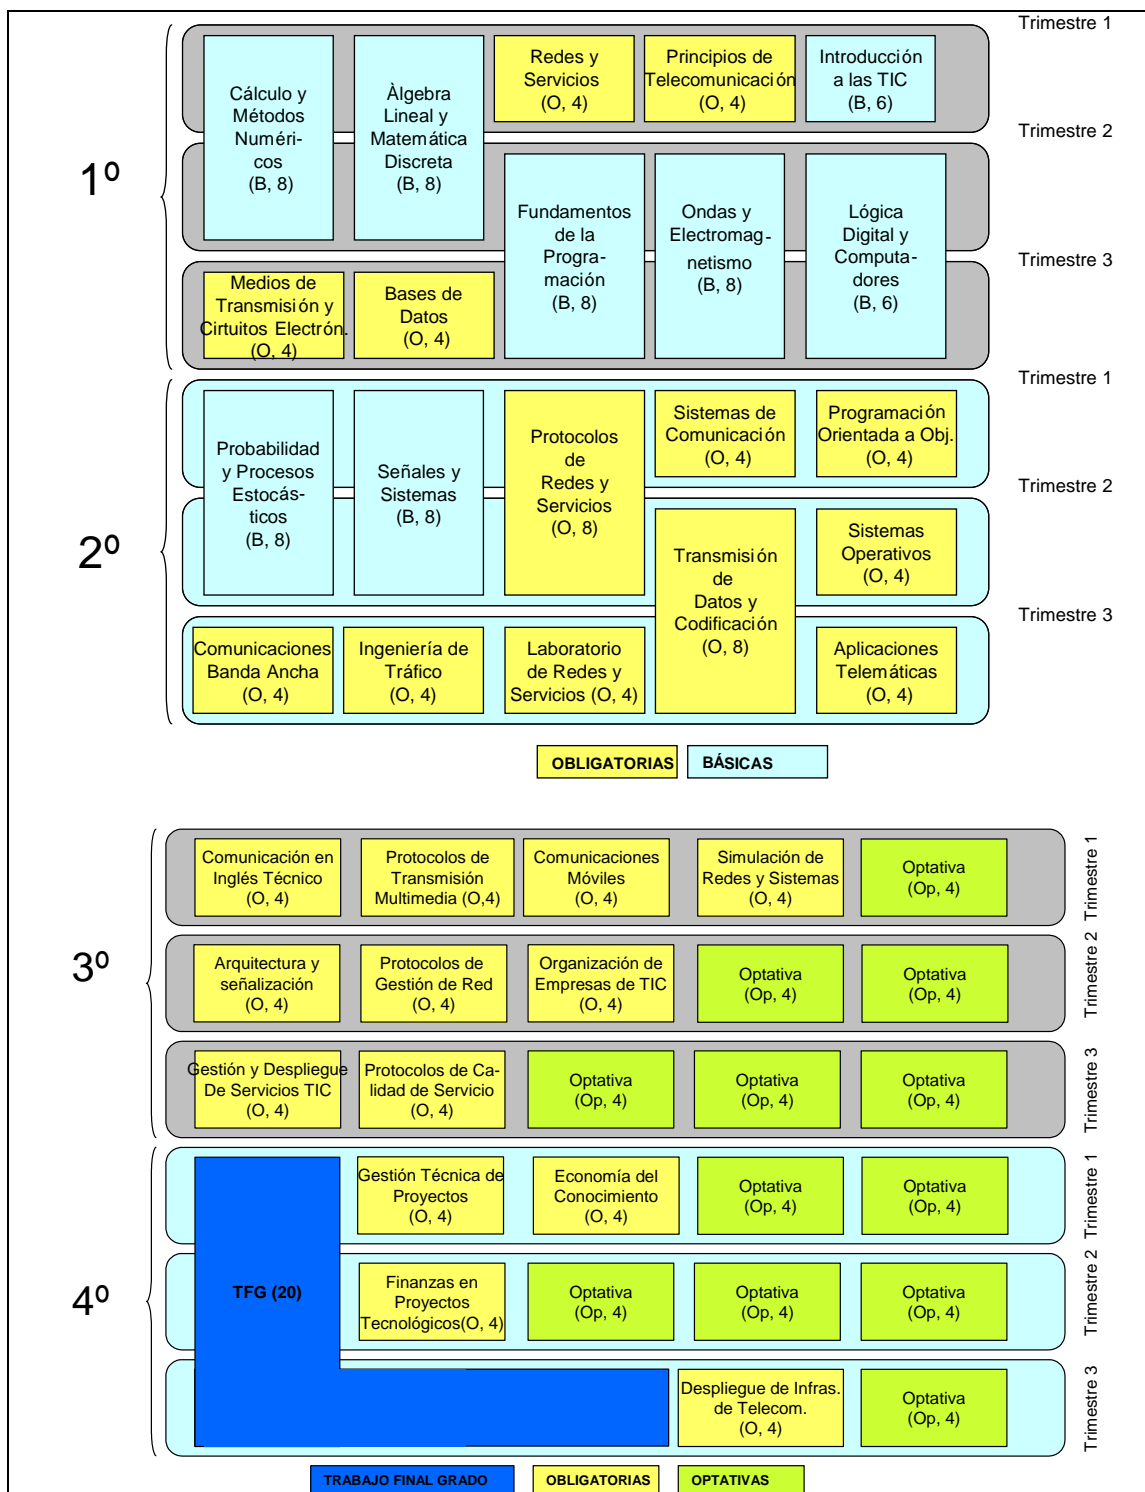 Trimestre 1
Cálculo y
Métodos
Numéri-
cos
(B, 8)
Àlgebra
Lineal y
Matemática
Discreta
(B, 8)
Redes y
Servicios
(O, 4)
Principios de
Telecomunicación
(O, 4)
Introducción
a las TIC
(B, 6)
Trimestre 2
1º
Fundamentos
de la
Progra-
mación
(B, 8)
Ondas y
Electromag-
netismo
(B, 8)
Lógica
Digital y
Computa-
dores
(B, 6)
Trimestre 3
Medios de
Transmisión y
Cirtuitos Electrón.
(O, 4)
Bases de
Datos
(O, 4)
Trimestre 1
Probabilidad
y Procesos
Estocás-
ticos
(B, 8)
Señales y
Sistemas
(B, 8)
Protocolos
de
Redes y
Servicios
(O, 8)
Sistemas de
Comunicación
(O, 4)
Programación
Orientada a Obj.
(O, 4)
Trimestre 2
2º
Transmisión
de
Datos y
Codificación
(O, 8)
Sistemas
Operativos
(O, 4)
Trimestre 3
Comunicaciones
Banda Ancha
(O, 4)
Ingeniería de
Tráfico
(O, 4)
Laboratorio
de Redes y
Servicios (O, 4)
Aplicaciones
Telemáticas
(O, 4)
OBLIGATORIAS
BÁSICAS
3º
Comunicación en
Inglés Técnico
(O, 4)
Protocolos de
Transmisión
Multimedia (O,4)
Comunicaciones
Móviles
(O, 4)
Simulación de
Redes y Sistemas
(O, 4)
Optativa
(Op, 4)
Trimestre 1
Arquitectura y
señalización
(O, 4)
Protocolos de
Gestión de Red
(O, 4)
Organización de
Empresas de TIC
(O, 4)
Optativa
(Op, 4)
Optativa
(Op, 4)
Trimestre 2
Gestión y Despliegue
De Servicios TIC
(O, 4)
Protocolos de Ca-
lidad de Servicio
(O, 4)
Optativa
(Op, 4)
Optativa
(Op, 4)
Optativa
(Op, 4)
Trimestre 3
4º
TFG (20)
Gestión Técnica de
Proyectos
(O, 4)
Economía del
Conocimiento
(O, 4)
Optativa
(Op, 4)
Optativa
(Op, 4)
Trimestre 1
Finanzas en
Proyectos
Tecnológicos(O, 4)
Optativa
(Op, 4)
Optativa
(Op, 4)
Optativa
(Op, 4)
Trimestre 2
Despliegue de Infras.
de Telecom.
(O, 4)
Optativa
(Op, 4)
Trimestre 3
TRABAJO FINAL GRADO
OBLIGATORIAS
OPTATIVAS